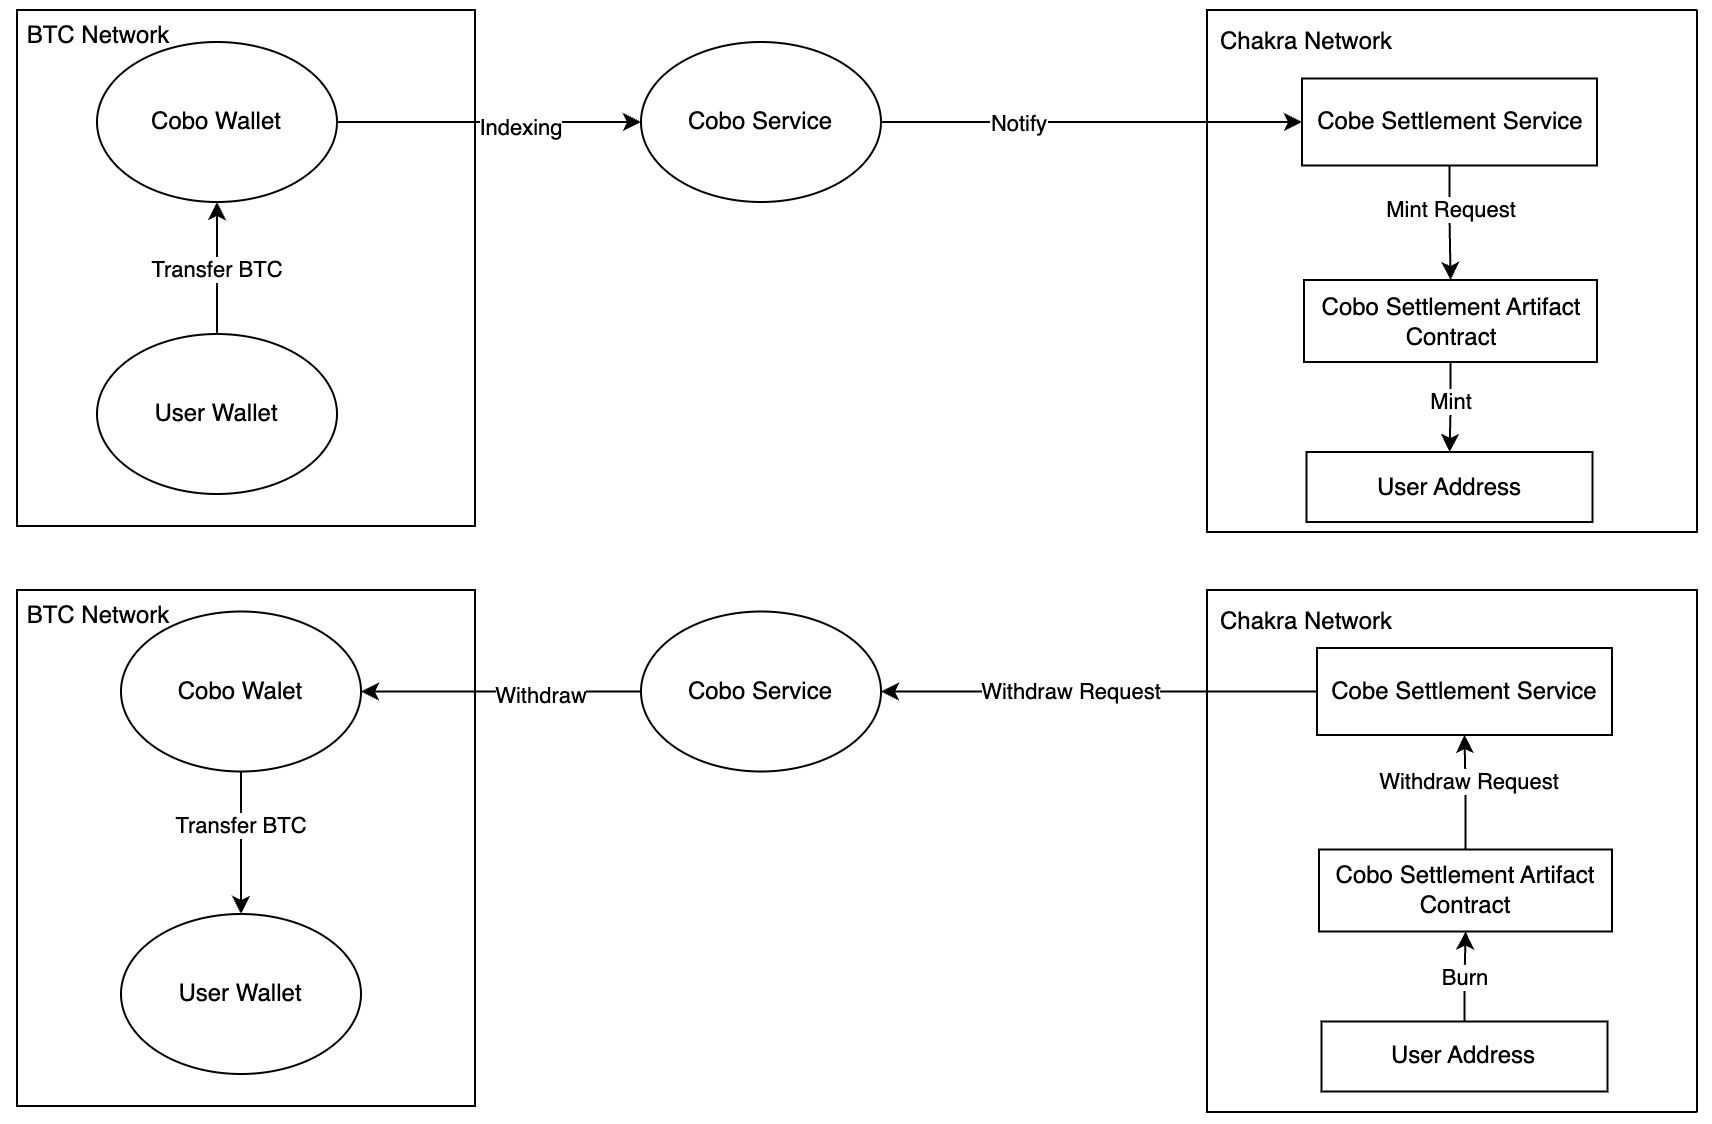 BTC Network
Cobo Wallet
Transfer BTC
User Wallet
Indexing
Cobo Service
Notify
Chakra Network
Cobe Settlement Service
Mint Request
Cobo Settlement Artifact
Contract
Mint
User Address
BTC Network
Cobo Walet
Transfer BTC
User Wallet
Withdraw
Cobo Service
Withdraw Request
Chakra Network
Cobe Settlement Service
Withdraw Request
Cobo Settlement Artifact
Contract
Burn
User Address